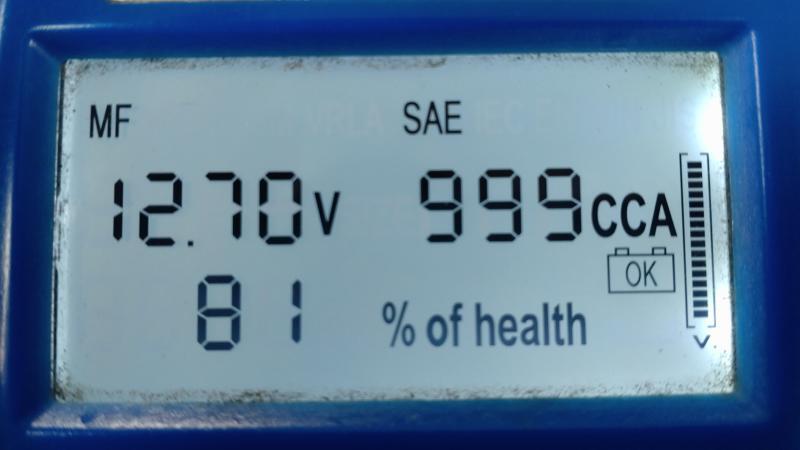 MF SAE
12.70V 999CCA
OK
81 % of health